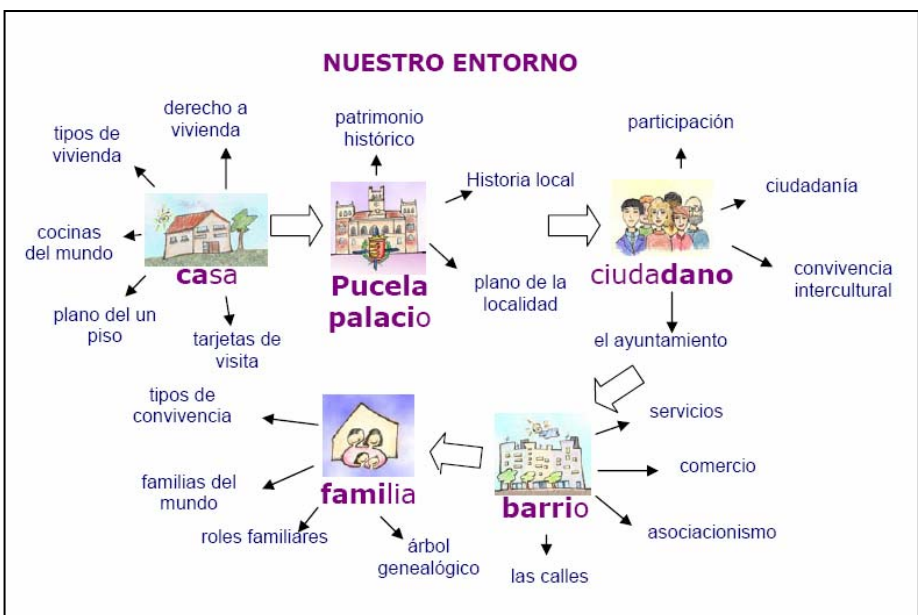 NUESTRO ENTORNO
derecho a
vivienda
tipos de
vivienda
cocinas
del mundo
plano del un
piso
tarjetas de
visita
casa
patrimonio
histórico
Historia local
plano de la
localidad
Pucela
palacio
participación
ciudadanía
convivencia
intercultural
el ayuntamiento
ciudadano
servicios
comercio
asociacionismo
las calles
barrio
tipos de
convivencia
familias del
mundo
roles familiares
árbol
genealógico
familia